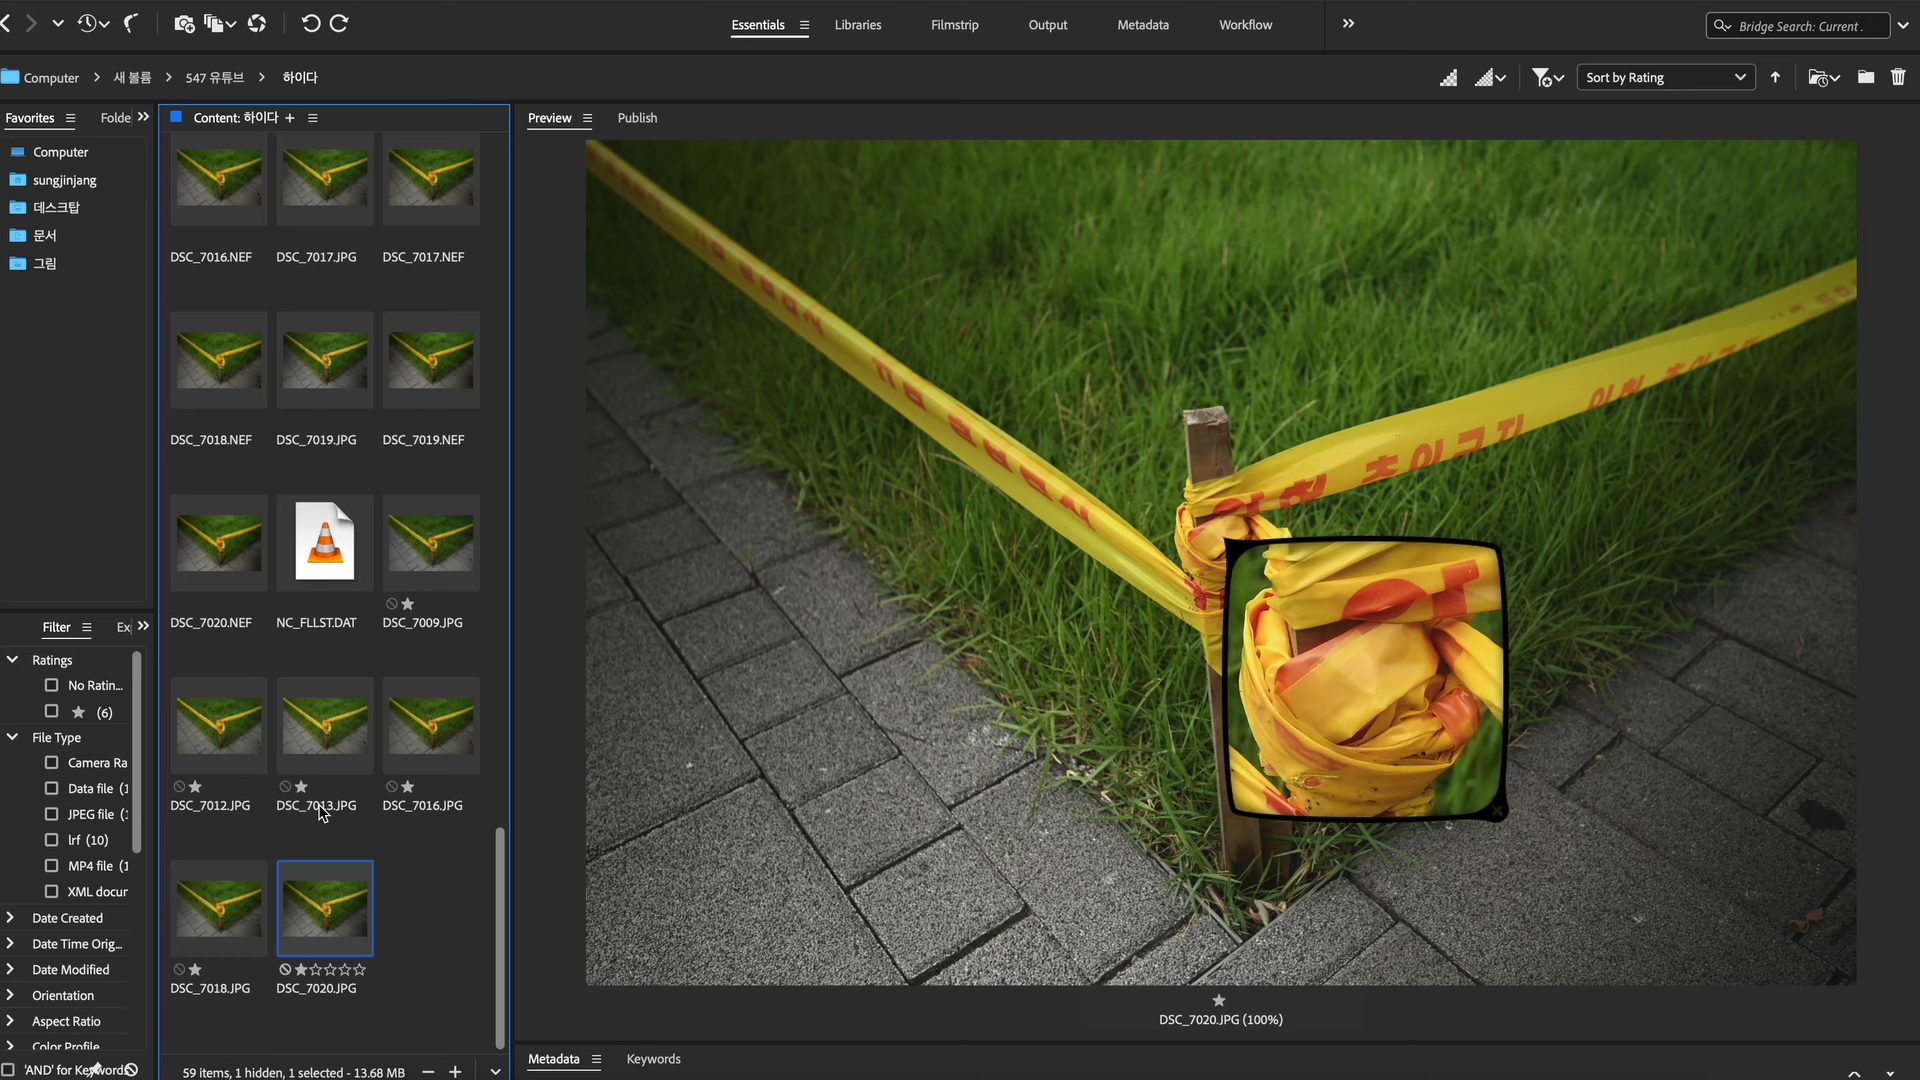 Essentials
Libraries
Filmstrip
Output
Metadata
Workflow
Bridge Search: Current .
Computer
새 볼륨
547 유튜브
하이다
Sort by Rating
Favorites
Folde
Content: 하이다
Preview
Publish
Computer
sungjinjang
데스크탑
문서
그림
DSC_7016.NEF
DSC_7017.JPG
DSC_7017.NEF
DSC_7018.NEF
DSC_7019.JPG
DSC_7019.NEF
DSC_7020.NEF
NC_FLLST.DAT
DSC_7009.JPG
DSC_7012.JPG
DSC_7013.JPG
DSC_7016.JPG
DSC_7018.JPG
DSC_7020.JPG
59 items, 1 hidden, 1 selected - 13.68 MB
Filter
Ex
Ratings
No Ratin...
(6)
File Type
Camera Ra
Data file (1
JPEG file (
lrf (10)
MP4 file (1
XML docur
Date Created
Date Time Orig...
Date Modified
Orientation
Aspect Ratio
Color Profile
'AND' for Keywords
DSC_7020.JPG (100%)
Metadata
Keywords